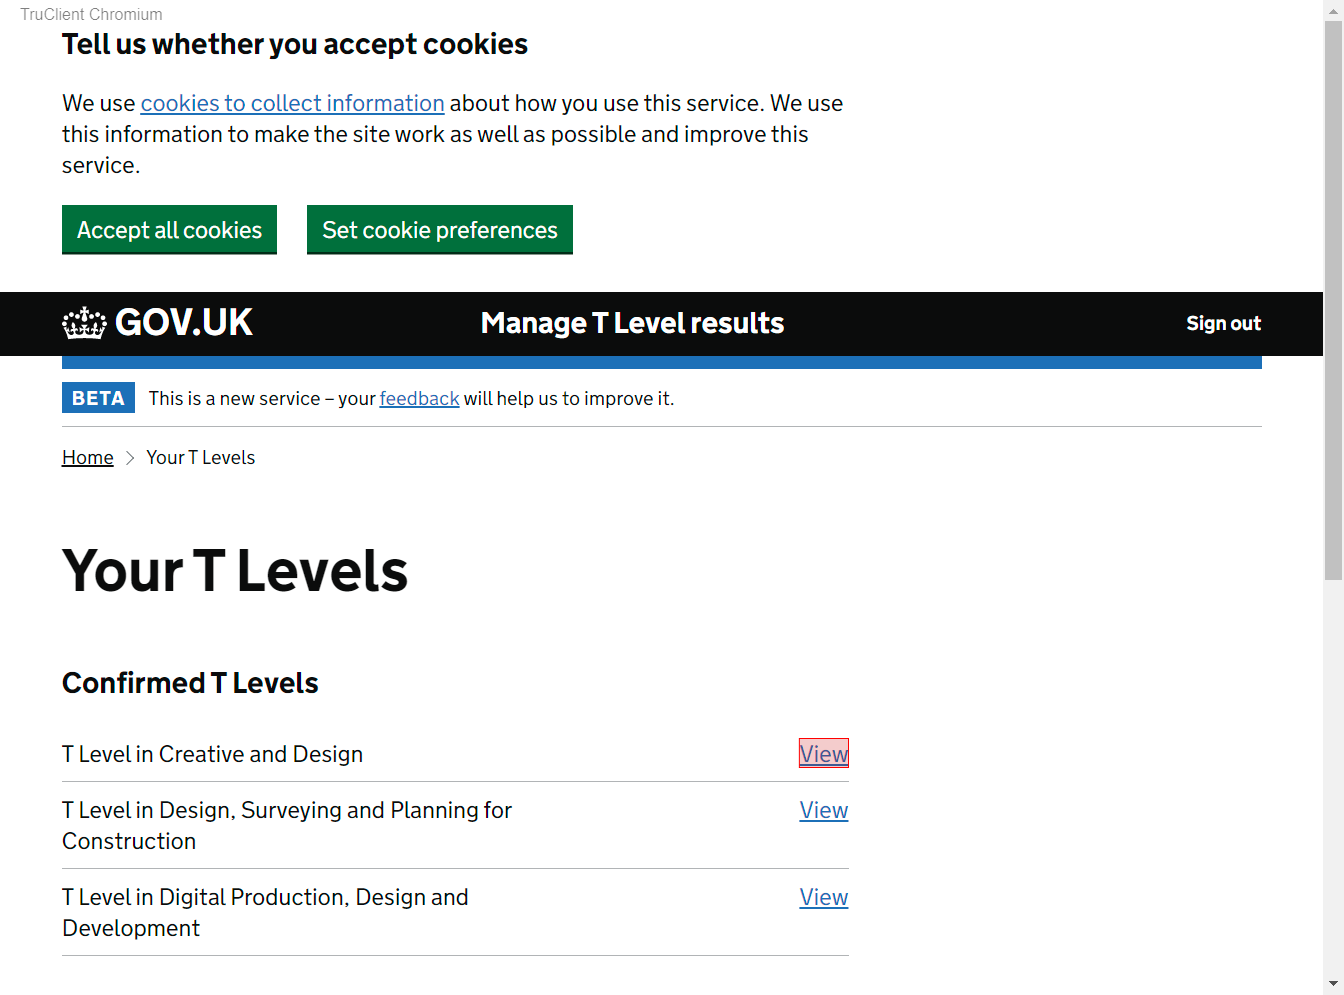 TruClient Chromium
Tell us whether you accept cookies
We use cookies to collect information about how you use this service. We use
this information to make the site work as well as possible and improve this
service.
Accept all cookies Set cookie preferences
GOV.UK Manage T Level results Sign out
BETA This is a new service – your feedback will help us to improve it.
Home Your T Levels
Your T Levels
Confirmed T Levels
T Level in Creative and Design View
T Level in Design, Surveying and Planning for View
Construction
T Level in Digital Production, Design and View
Development